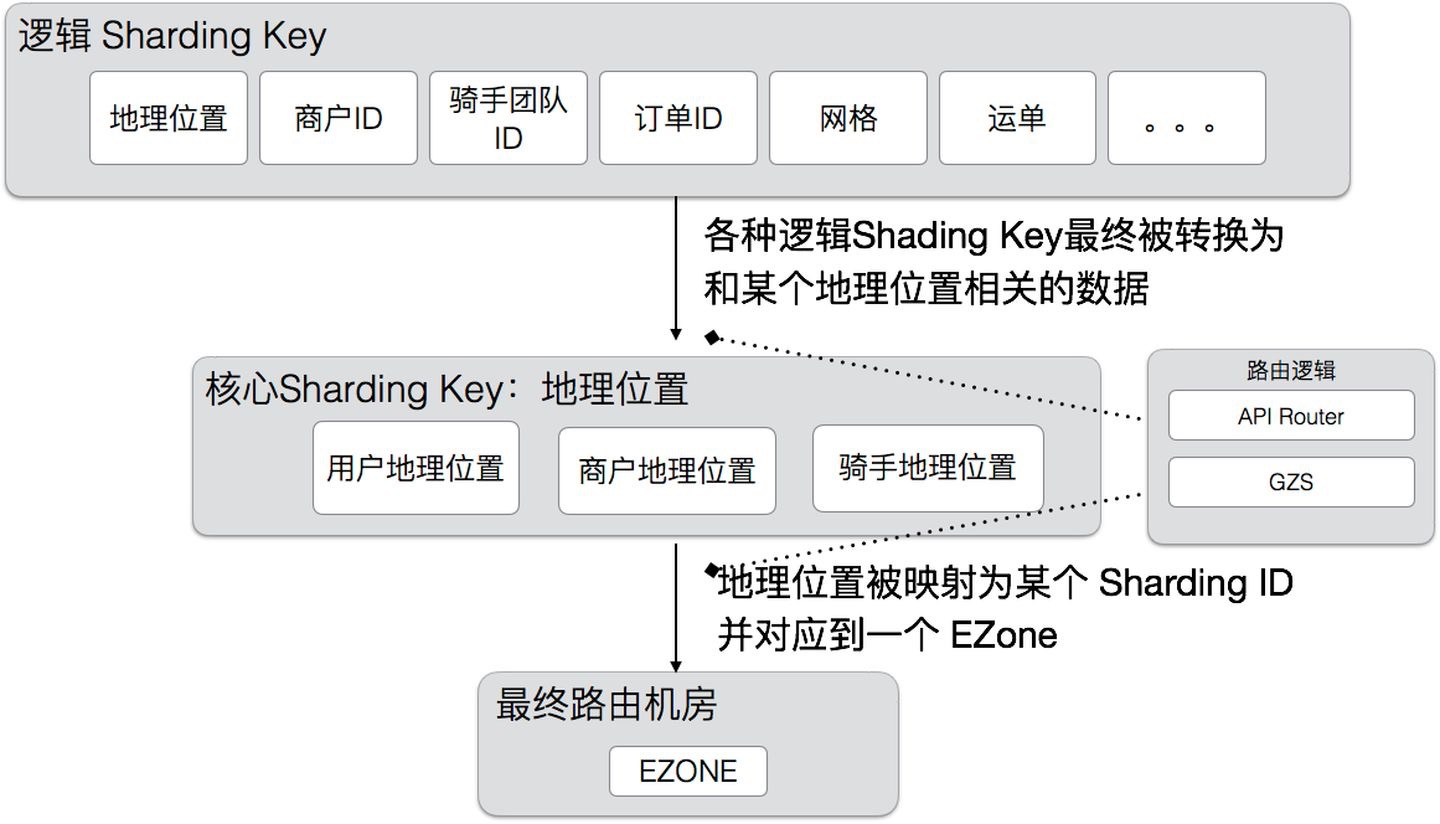 逻辑 Sharding Key
地理位置
商户ID
骑手团队
ID
订单ID
网格
运单
。。。
各种逻辑Shading Key最终被转换为
和某个地理位置相关的数据
核心Sharding Key：地理位置
用户地理位置
商户地理位置
骑手地理位置
路由逻辑
API Router
GZS
地理位置被映射为某个 Sharding ID
并对应到一个 EZone
最终路由机房
EZONE